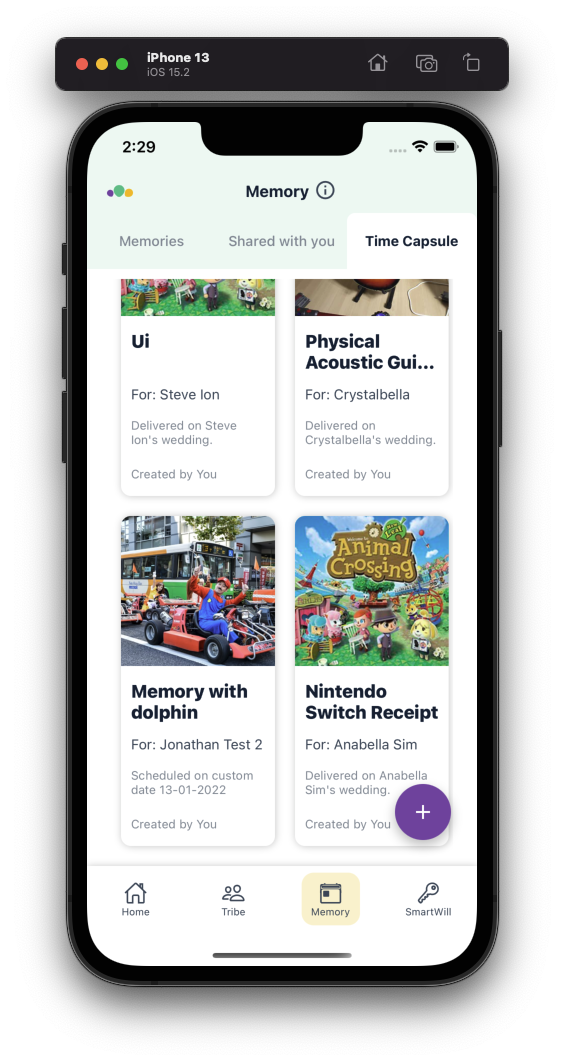 iPhone 13
iOS 15.2
2:29
Memory
Memories
Shared with you
Time Capsule
Ui
For: Steve Ion
Delivered on Steve
Ion's wedding.
Created by You
Physical
Acoustic Gui...
For: Crystalbella
Delivered on
Crystalbella's wedding.
Created by You
Memory with
dolphin
For: Jonathan Test 2
Scheduled on custom
date 13-01-2022
Created by You
Welcome to
Animal
Crossing
Nintendo
Switch Receipt
For: Anabella Sim
Delivered on Anabella
Sim's wedding.
Created by You
+
Home
Tribe
Memory
SmartWill